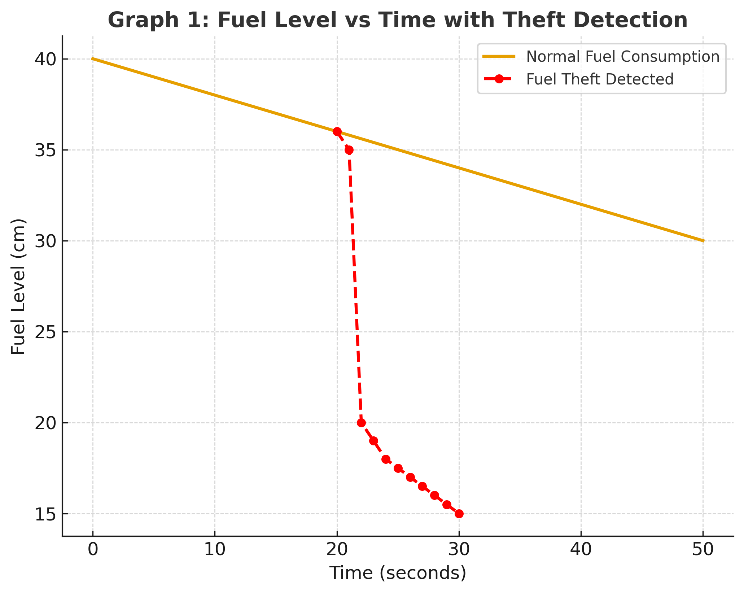 Graph 1: Fuel Level vs Time with Theft Detection
Normal Fuel Consumption
Fuel Theft Detected
Fuel Level (cm)
40
35
30
25
20
15
0 10 20 30 40 50
Time (seconds)